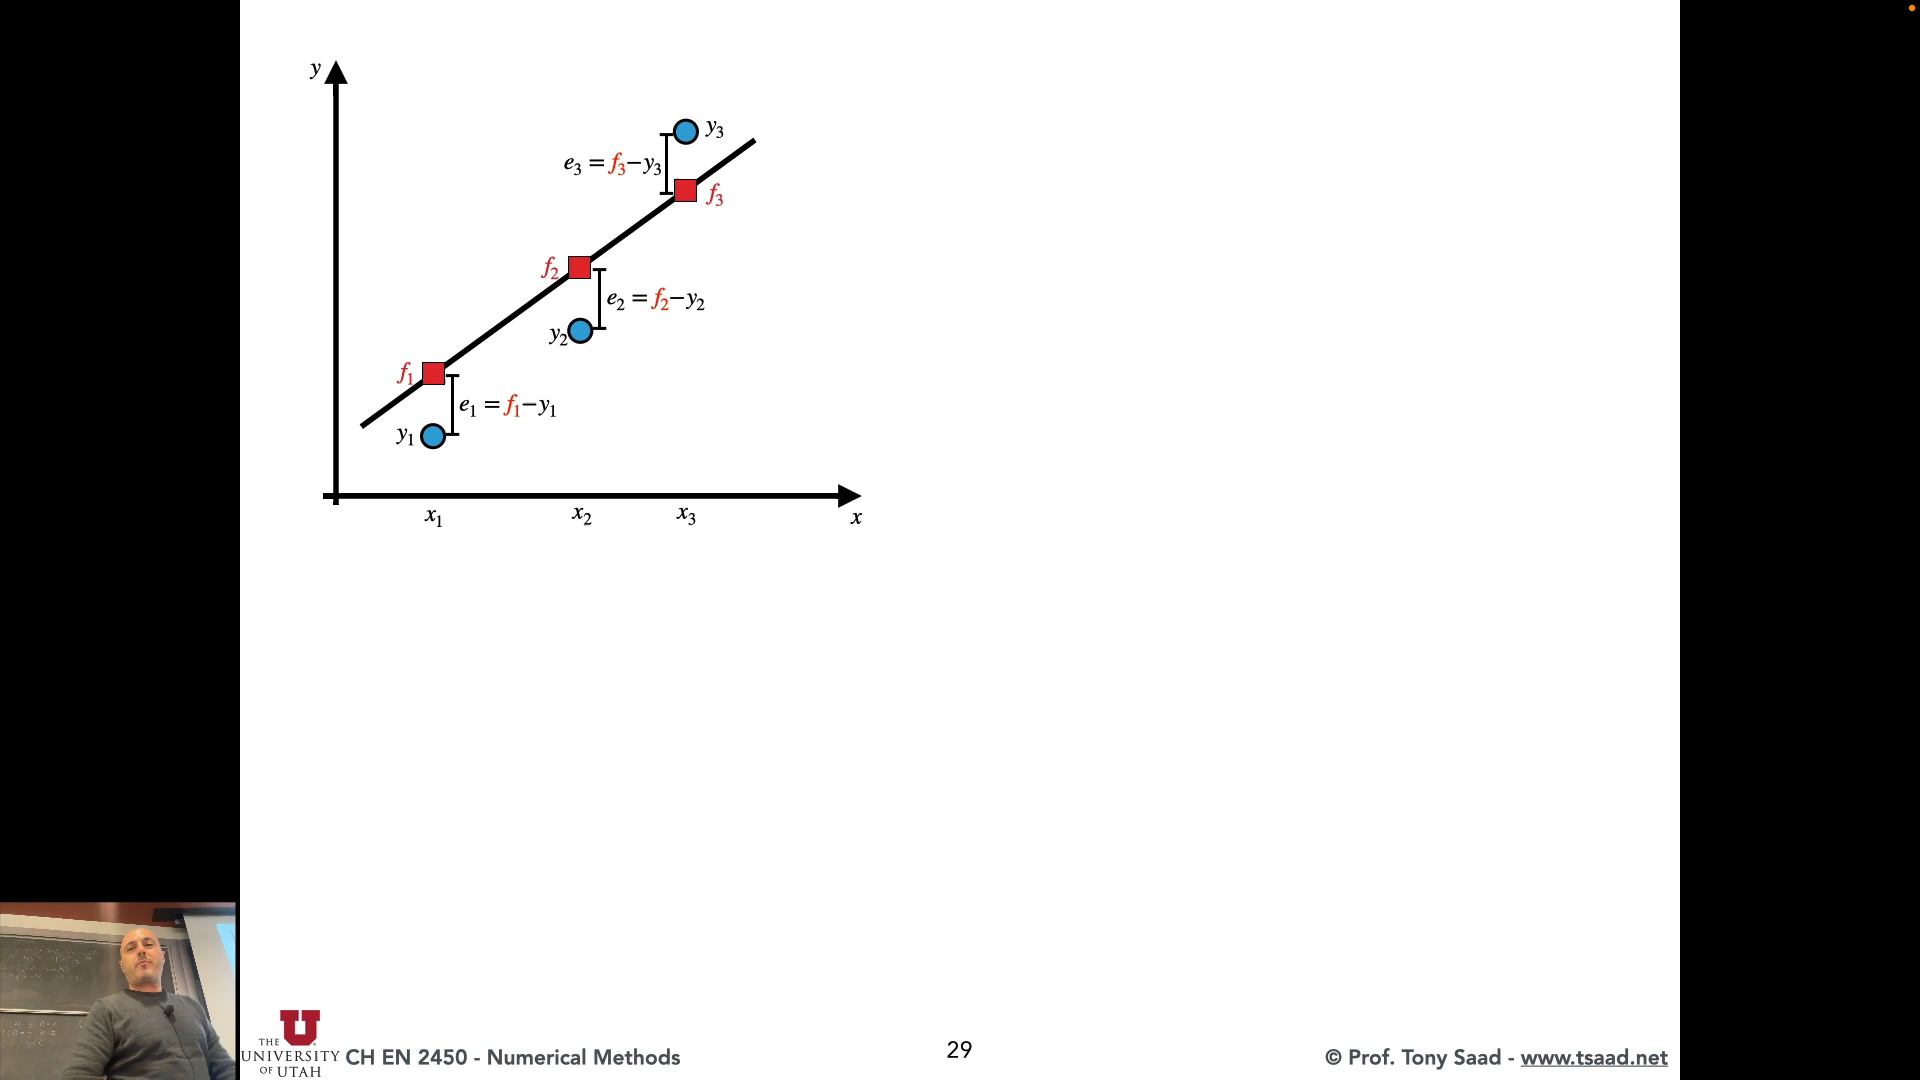 y
y₃
e₃ = f₃−y₃
f₃
f₂
e₂ = f₂−y₂
y₂
f₁
e₁ = f₁−y₁
y₁
x₁ x₂ x₃ x
THE
UNIVERSITY
OF UTAH
CH EN 2450 - Numerical Methods
29
© Prof. Tony Saad - www.tsaad.net